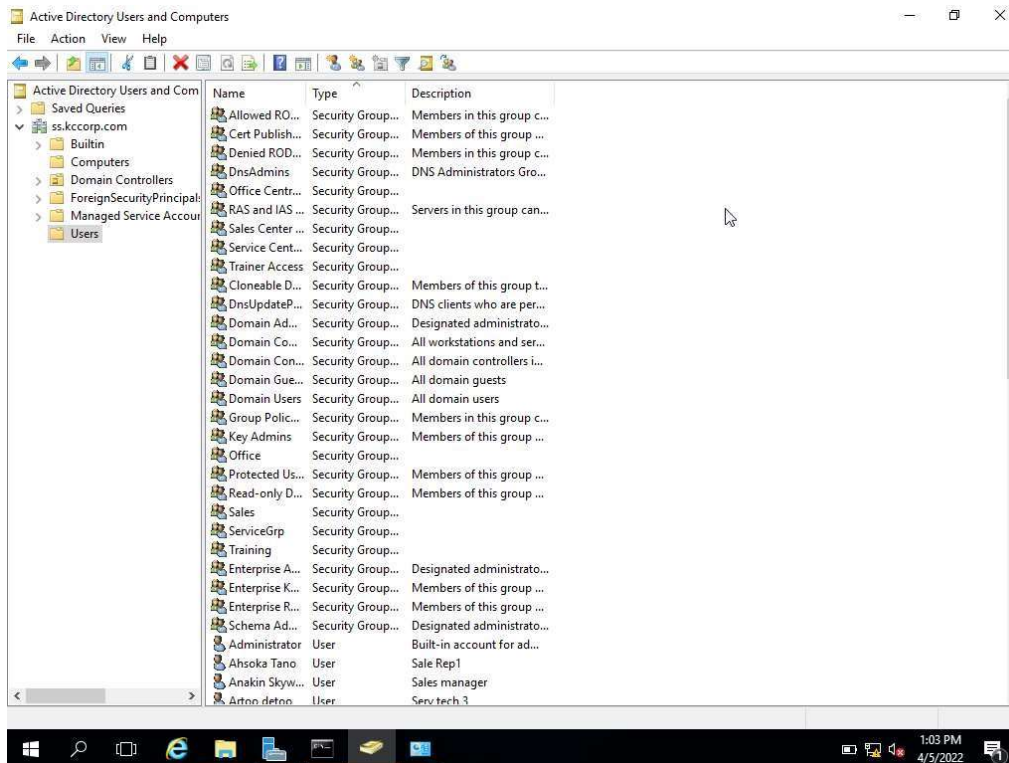 Active Directory Users and Computers
File Action View Help
Active Directory Users and Com
Saved Queries
ss.kccorp.com
Builtin
Computers
Domain Controllers
ForeignSecurityPrincipals
Managed Service Accour
Users
Name Type Description
Allowed RO... Security Group... Members in this group c...
Cert Publish... Security Group... Members of this group ...
Denied ROD... Security Group... Members in this group c...
DnsAdmins Security Group... DNS Administrators Gro...
Office Centr... Security Group...
RAS and IAS ... Security Group... Servers in this group can...
Sales Center ... Security Group...
Service Cent... Security Group...
Trainer Access Security Group...
Cloneable D... Security Group... Members of this group t...
DnsUpdateP... Security Group... DNS clients who are per...
Domain Ad... Security Group... Designated administrato...
Domain Co... Security Group... All workstations and ser...
Domain Con... Security Group... All domain controllers i...
Domain Gue... Security Group... All domain guests
Domain Users Security Group... All domain users
Group Polic... Security Group... Members in this group c...
Key Admins Security Group... Members of this group ...
Office Security Group...
Protected Us... Security Group... Members of this group ...
Read-only D... Security Group... Members of this group ...
Sales Security Group...
ServiceGrp Security Group...
Training Security Group...
Enterprise A... Security Group... Designated administrato...
Enterprise K... Security Group... Members of this group ...
Enterprise R... Security Group... Members of this group ...
Schema Ad... Security Group... Designated administrato...
Administrator User Built-in account for ad...
Ahsoka Tano User Sale Rep1
Anakin Skyw... User Sales manager
Artoo detoo User Serv tech 3
1:03 PM
4/5/2022
1